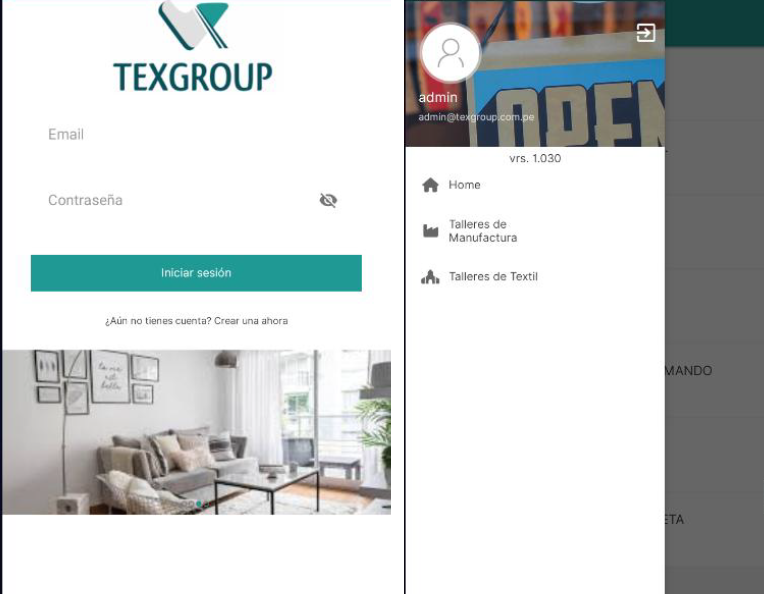 TEXGROUP
Email
Contraseña
Iniciar sesión
¿Aún no tienes cuenta? Crear una ahora
OPEN
admin
admin@texgroup.com.pe
vrs. 1.030
Home
Talleres de
Manufactura
Talleres de Textil
MANDO
ETA